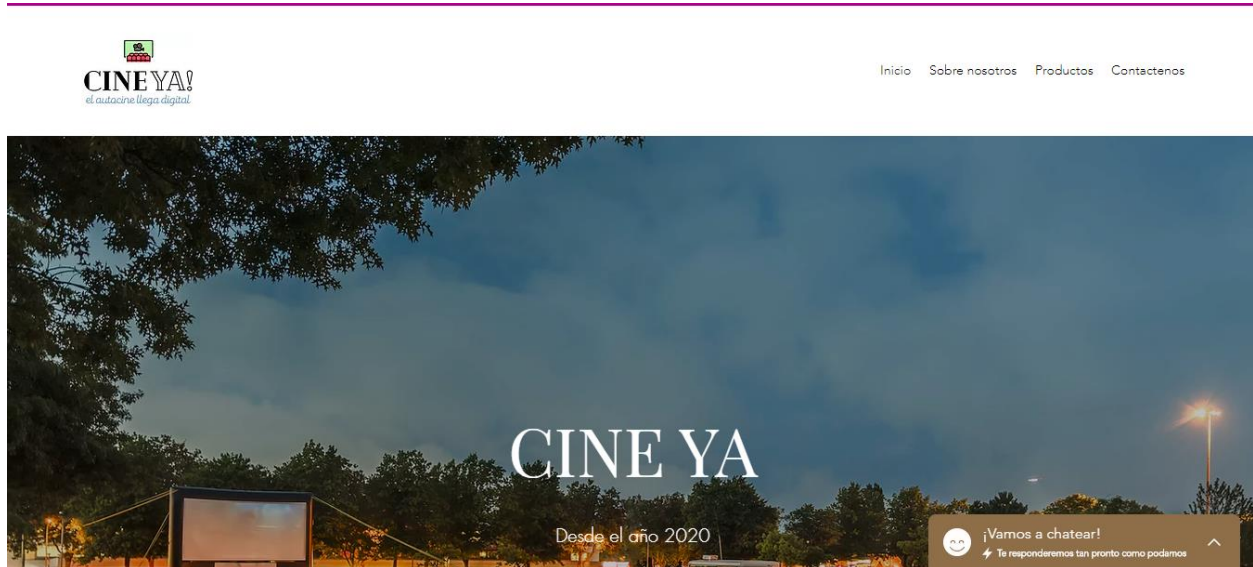 CINE YA!
el autocine llega digital
Inicio Sobre nosotros Productos Contactenos
CINE YA
Desde el año 2020
¡Vamos a chatear!
Te responderemos tan pronto como podamos